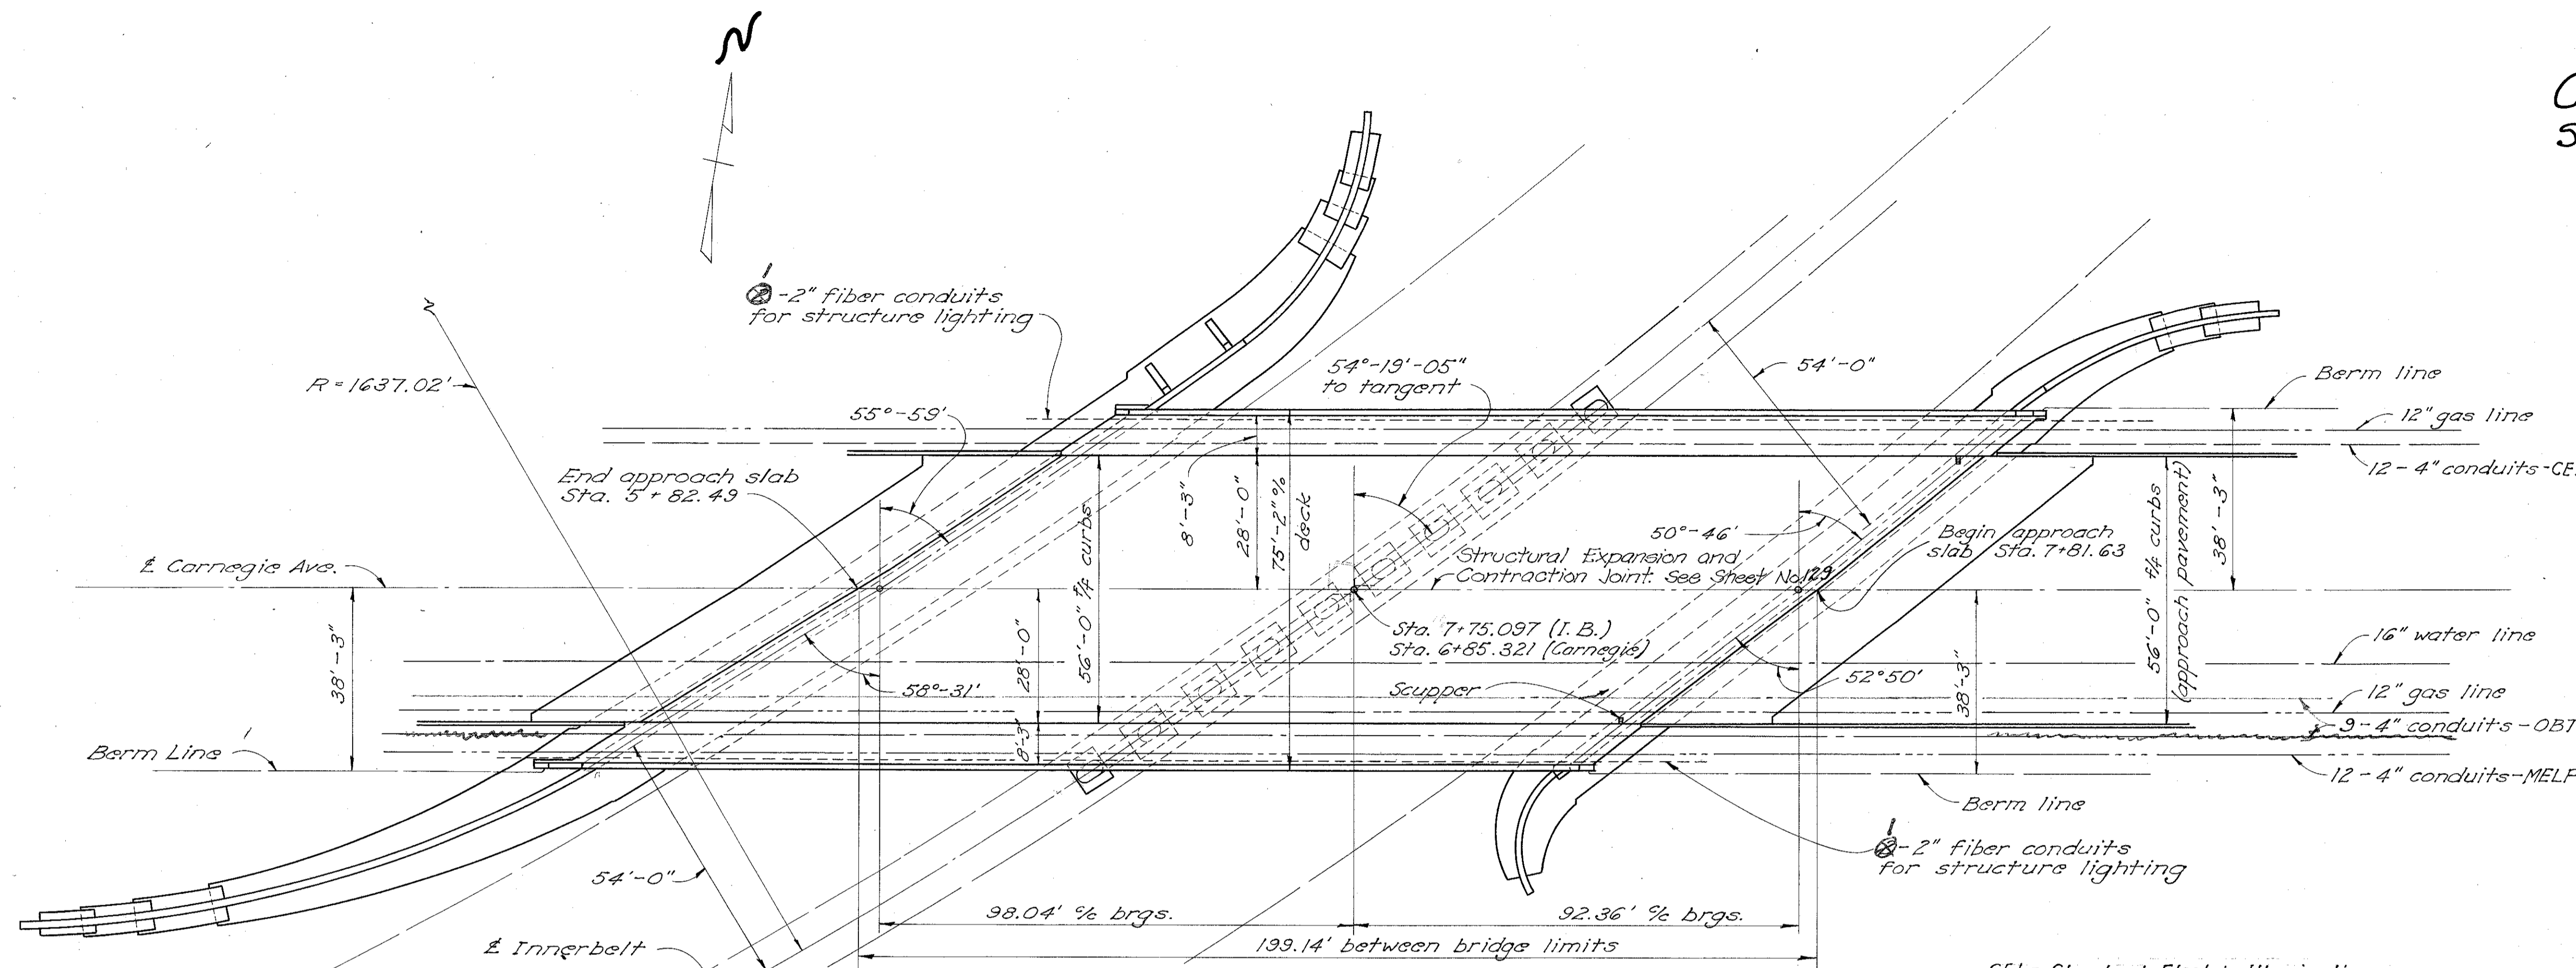 N
1
2-2" fiber conduits
for structure lighting
R = 1637.02'
55°-59'
54°-19'-05"
to tangent
54'-0"
Berm line
12" gas line
12-4" conduits-CE
End approach slab
Sta. 5 + 82.49
8'-3"
28'-0"
75'-2" o/o
deck
56'-0" f/f curbs
50°-46'
Begin approach
slab Sta. 7+81.63
56'-0" f/f curbs
(approach pavement)
38'-3"
℄ Carnegie Ave.
Structural Expansion and
Contraction Joint. See Sheet No. 129
38'-3"
Sta. 7+75.097 (I.B.)
Sta. 6+85.321 (Carnegie)
16" water line
28'-0"
58°-31'
Scupper
52°50'
38'-3"
12" gas line
9-4" conduits-OBT
Berm Line
8'-3"
12-4" conduits-MELP
Berm line
1
2-2" fiber conduits
for structure lighting
54'-0"
98.04' c/c brgs.
92.36' c/c brgs.
℄ Innerbelt
199.14' between bridge limits